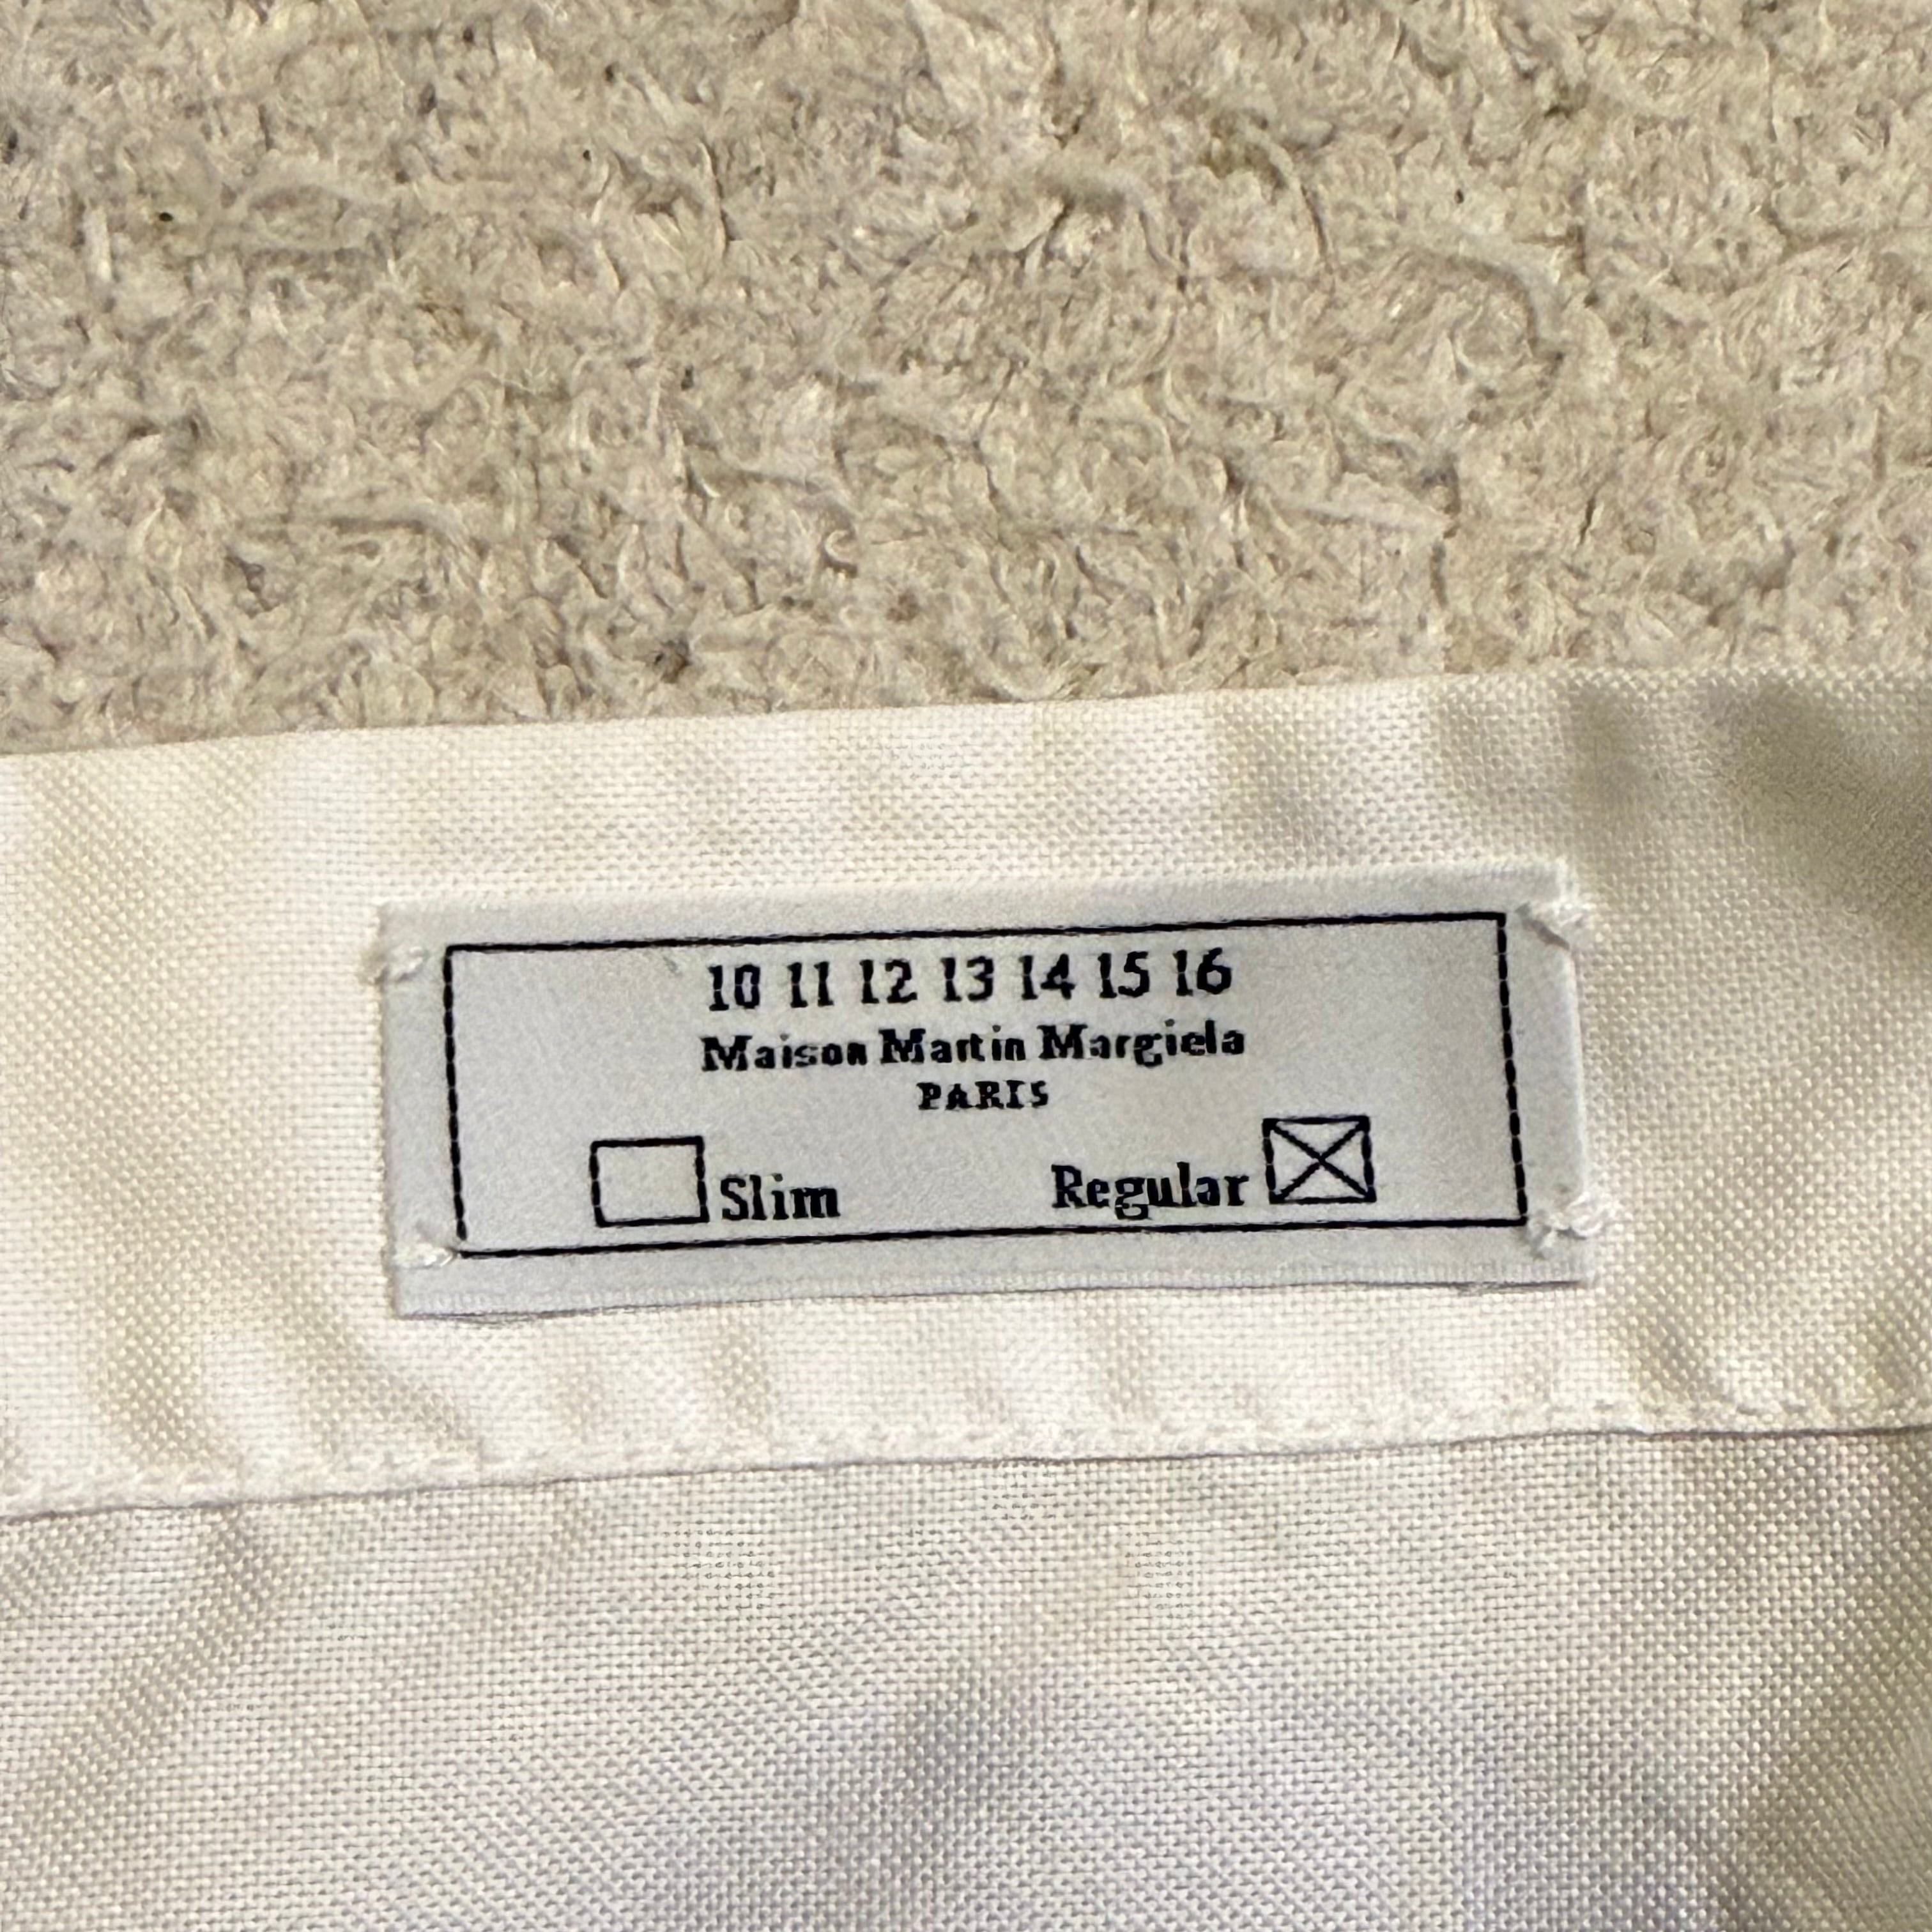 10 11 12 13 14 15 16
Maison Martin Margiela
PARIS
Slim Regular